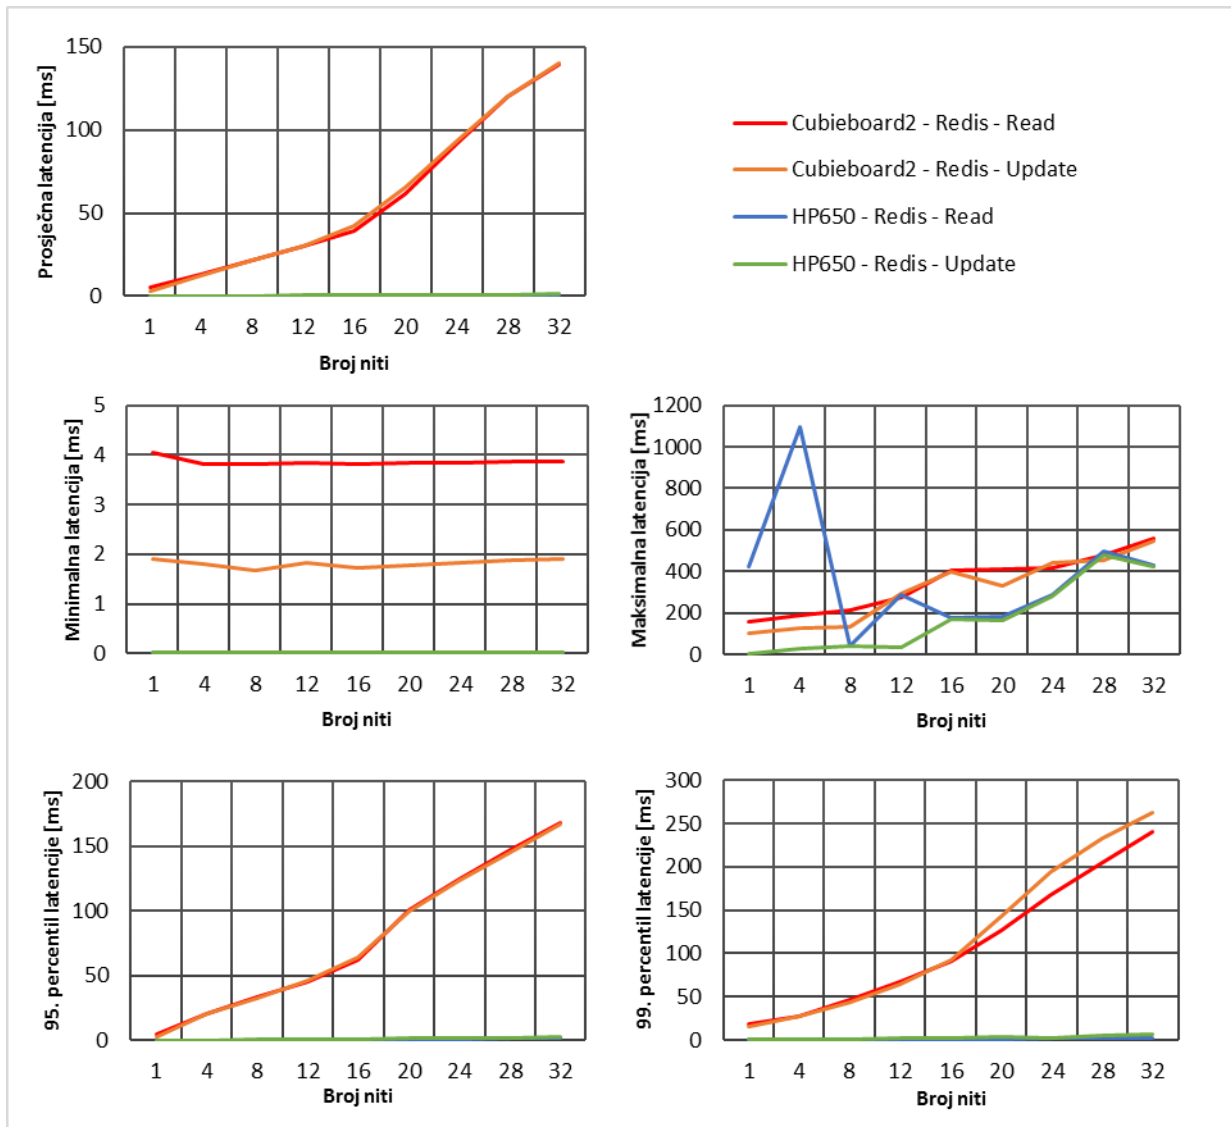 Prosječna latencija [ms]
150
100
50
0
1 4 8 12 16 20 24 28 32
Broj niti
Cubieboard2 - Redis - Read
Cubieboard2 - Redis - Update
HP650 - Redis - Read
HP650 - Redis - Update
Minimalna latencija [ms]
5
4
3
2
1
0
1 4 8 12 16 20 24 28 32
Broj niti
Maksimalna latencija [ms]
1200
1000
800
600
400
200
0
1 4 8 12 16 20 24 28 32
Broj niti
95. percentil latencije [ms]
200
150
100
50
0
1 4 8 12 16 20 24 28 32
Broj niti
99. percentil latencije [ms]
300
250
200
150
100
50
0
1 4 8 12 16 20 24 28 32
Broj niti